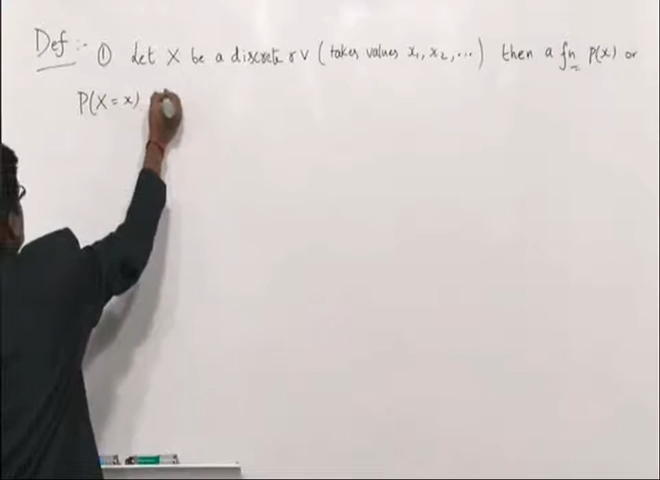 Def :- ① Let X be a discrete rv (takes values x₁, x₂, ...) then a fn P(x) or
P(X = x)